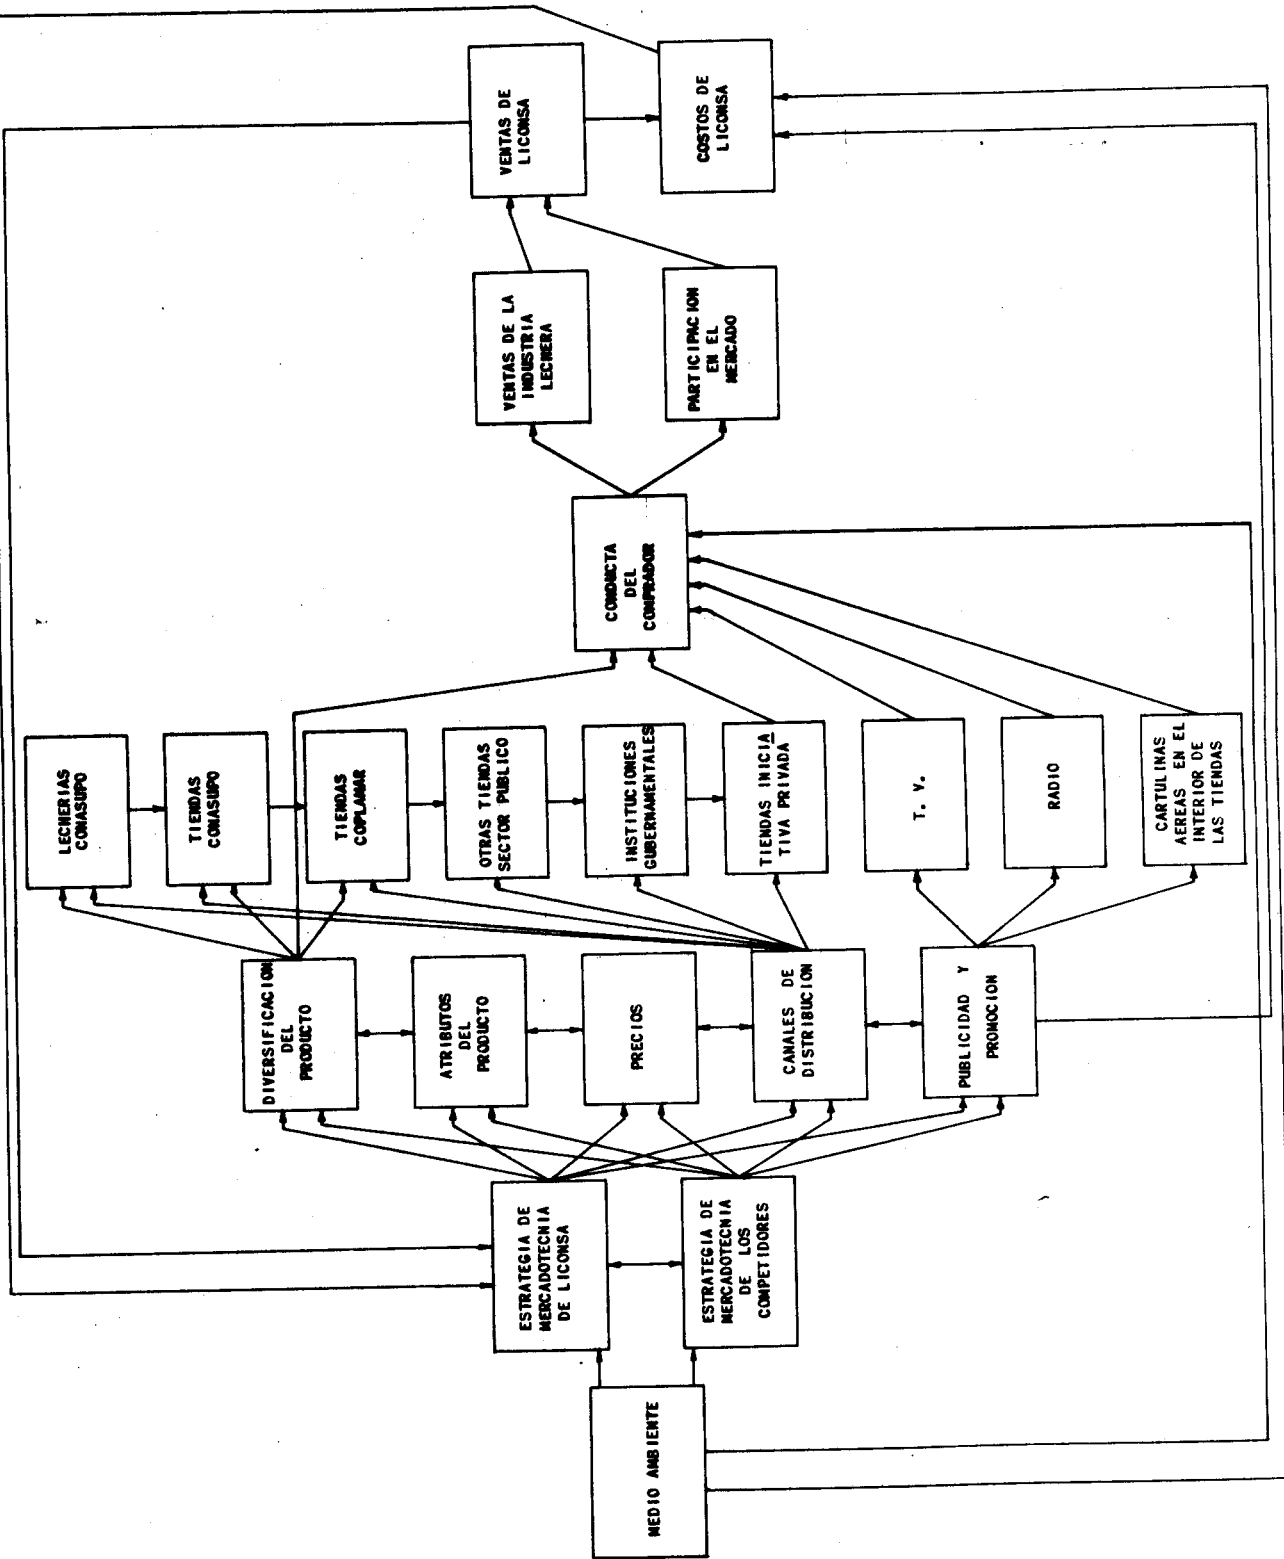 MEDIO AMBIENTE
ESTRATEGIA DE
MERCADOTECNIA
DE LICONSA
ESTRATEGIA DE
MERCADOTECNIA
DE LOS
COMPETIDORES
DIVERSIFICACION
DEL
PRODUCTO
ATRIBUTOS
DEL
PRODUCTO
PRECIOS
CANALES DE
DISTRIBUCION
PUBLICIDAD Y
PROMOCION
LECHERIAS
CONASUPO
TIENDAS
CONASUPO
TIENDAS
COPLAMAR
OTRAS TIENDAS
SECTOR PUBLICO
INSTITUCIONES
GUBERNAMENTALES
TIENDAS INICIA
TIVA PRIVADA
T. V.
RADIO
CARTULINAS
AEREAS EN EL
INTERIOR DE
LAS TIENDAS
CONDUCTA
DEL
COMPRADOR
VENTAS DE LA
INDUSTRIA
LECHERA
PARTICIPACION
EN EL
MERCADO
VENTAS DE
LICONSA
COSTOS DE
LICONSA